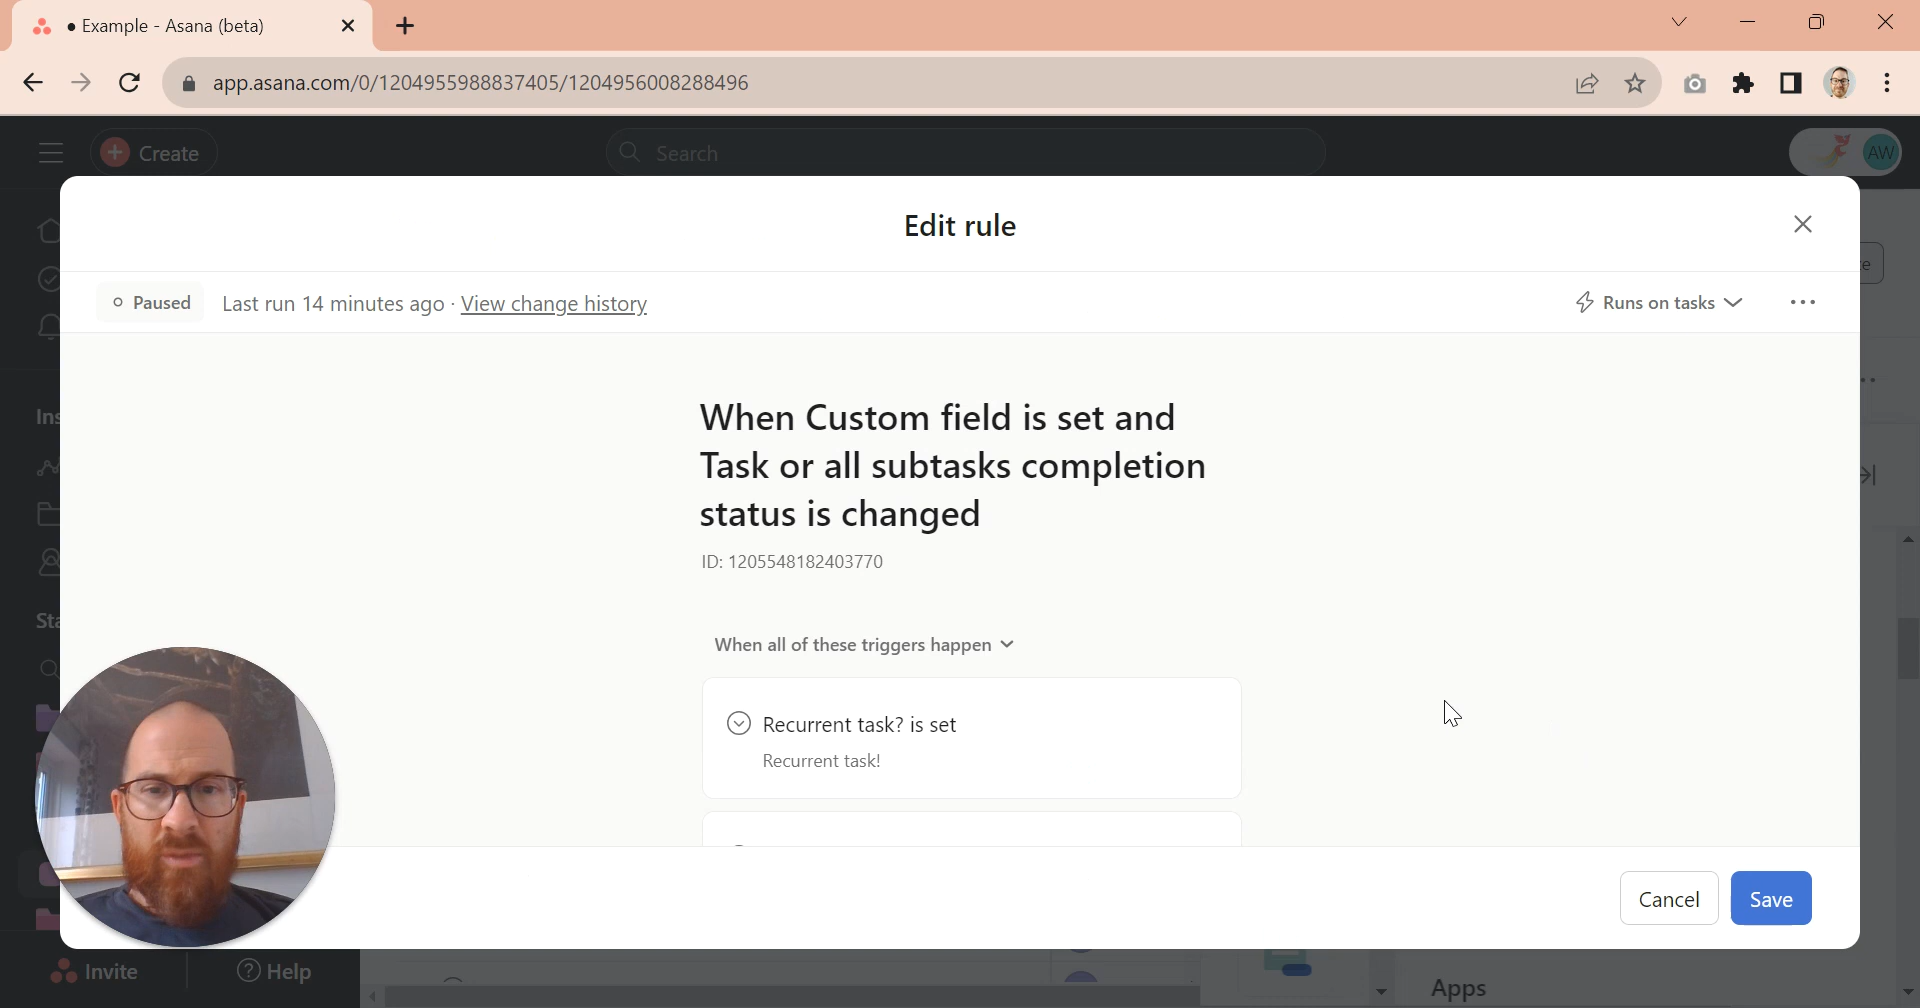 • Example - Asana (beta)
app.asana.com/0/1204955988837405/1204956008288496
Create
Search
AW
Edit rule
Paused
Last run 14 minutes ago · View change history
Runs on tasks
When Custom field is set and
Task or all subtasks completion
status is changed
ID: 1205548182403770
When all of these triggers happen
Recurrent task? is set
Recurrent task!
Cancel
Save
Invite
Help
Apps